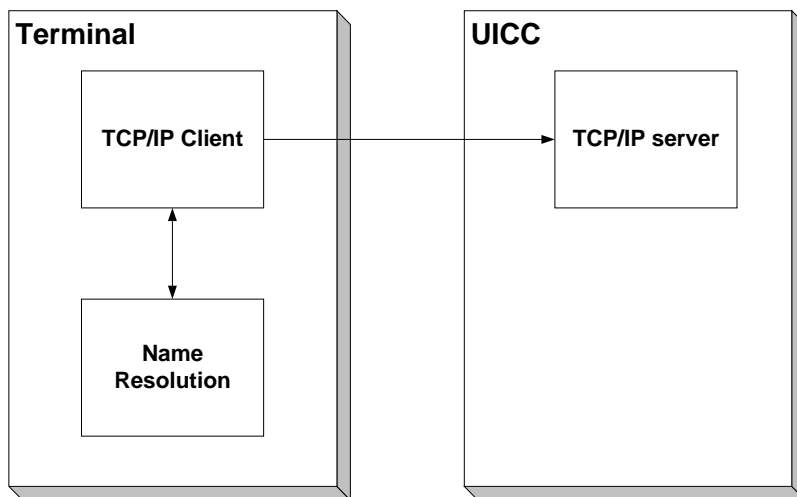 Terminal
UICC
TCP/IP Client
TCP/IP server
Name
Resolution